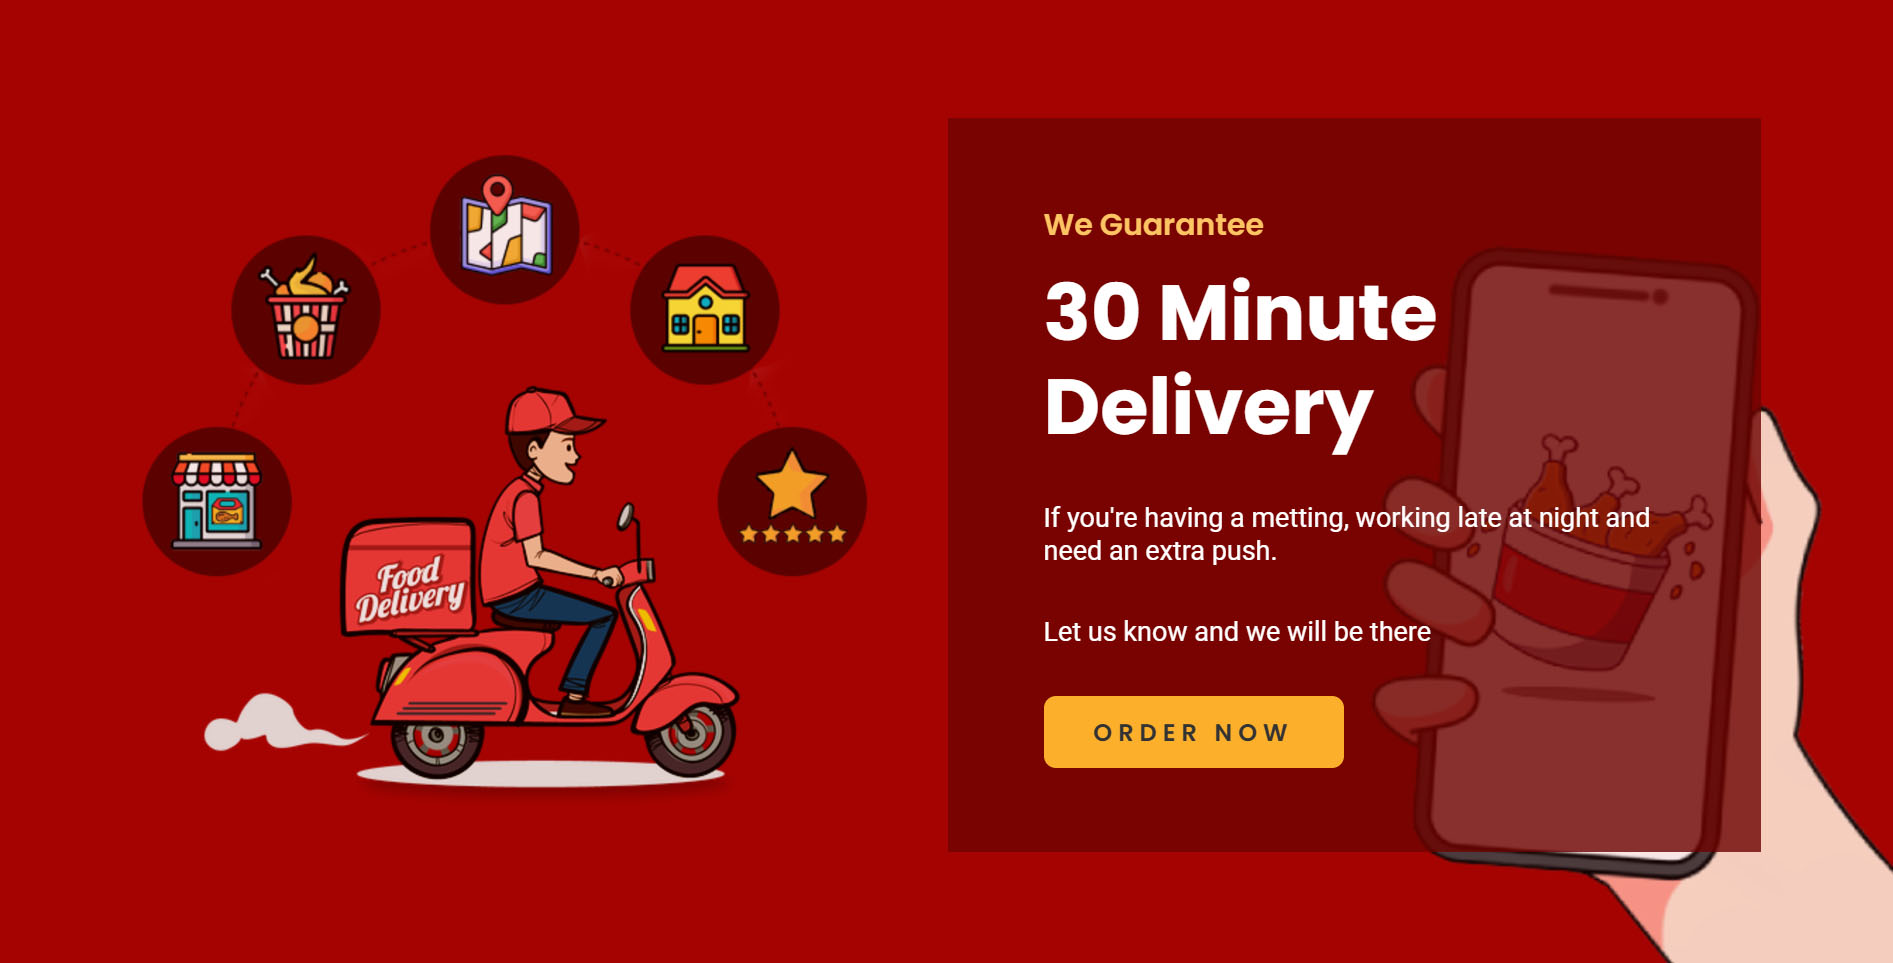 Food
Delivery
We Guarantee
30 Minute
Delivery
If you're having a metting, working late at night and
need an extra push.
Let us know and we will be there
ORDER NOW